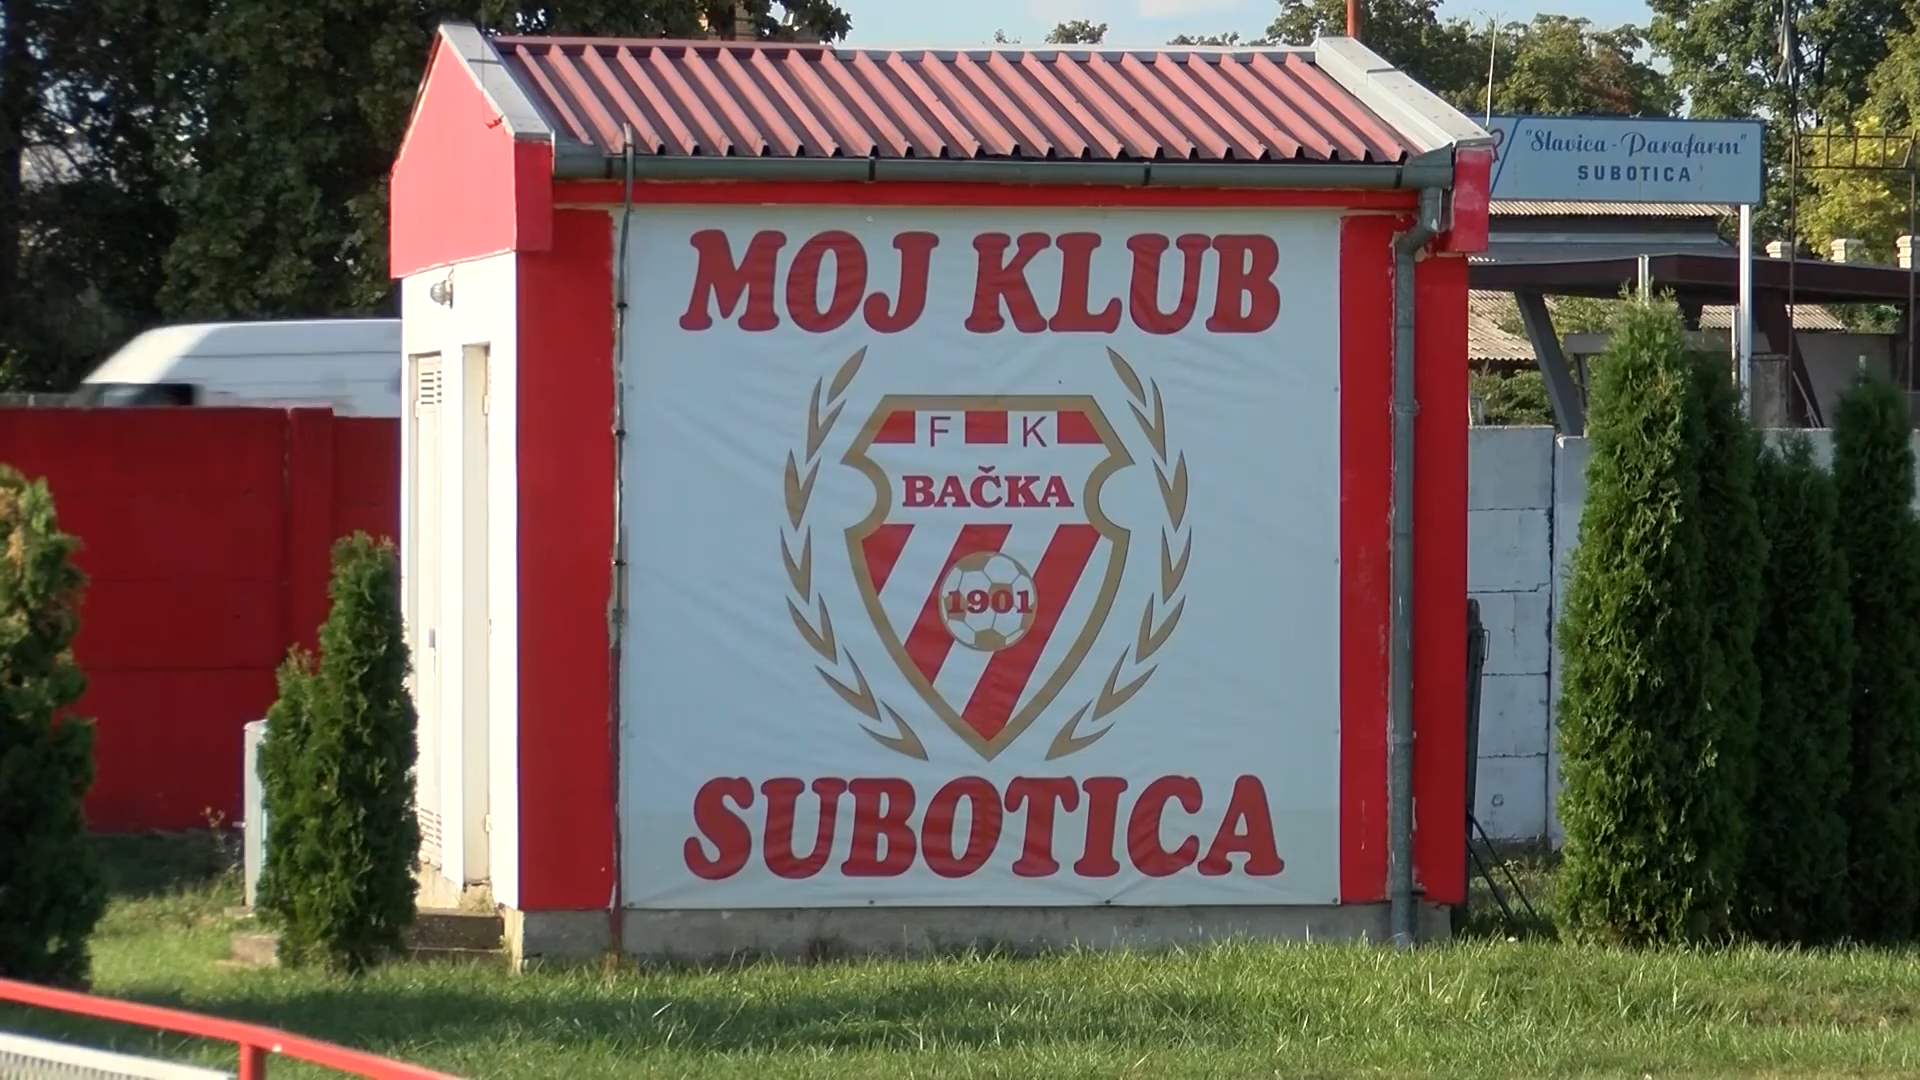 MOJ KLUB
F K
BAČKA
1901
SUBOTICA
"Slavica-Parafarm"
SUBOTICA